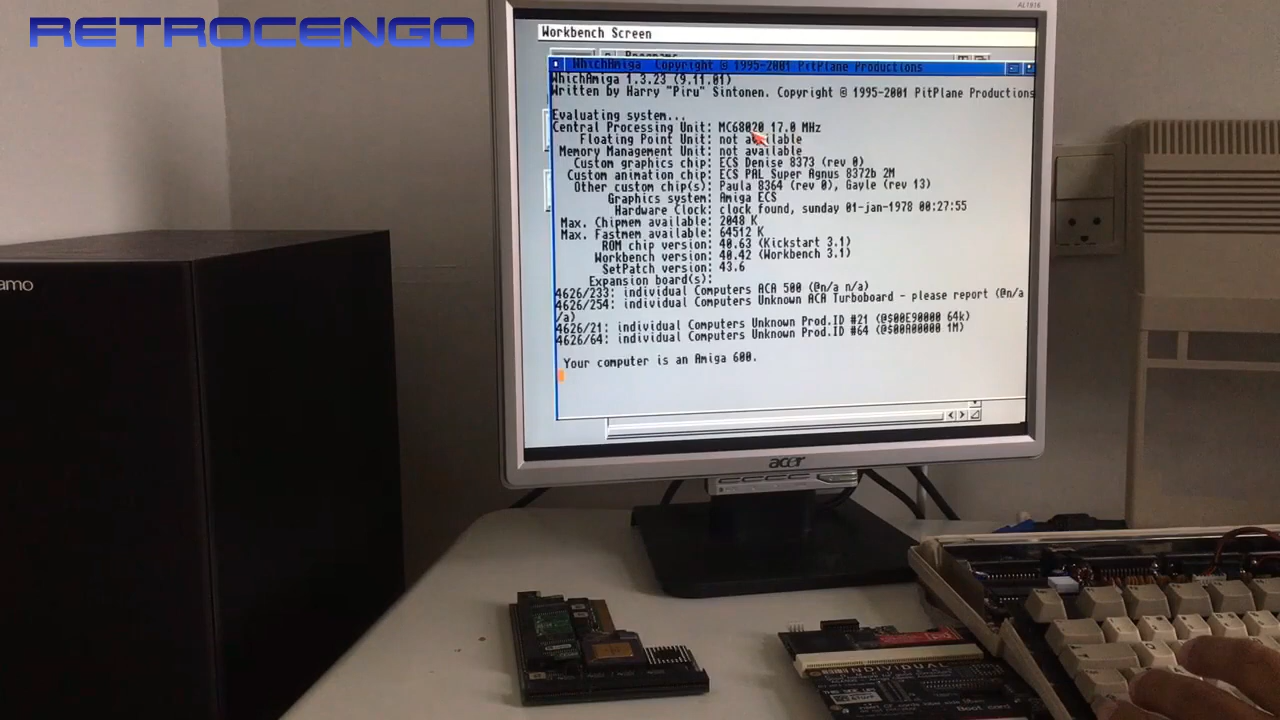 RETROCENGO
AL1916
Workbench Screen
WhichAmiga Copyright © 1995-2001 PitPlane Productions
WhichAmiga 1.3.23 (9.11.01)
Written by Harry "Piru" Sintonen. Copyright © 1995-2001 PitPlane Productions
Evaluating system...
Central Processing Unit: MC68020 17.0 MHz
Floating Point Unit: not available
Memory Management Unit: not available
Custom graphics chip: ECS Denise 8373 (rev 0)
Custom animation chip: ECS PAL Super Agnus 8372b 2M
Other custom chip(s): Paula 8364 (rev 0), Gayle (rev 13)
Graphics system: Amiga ECS
Hardware Clock: clock found, sunday 01-jan-1978 00:27:55
Max. Chipmem available: 2048 K
Max. Fastmem available: 64512 K
ROM chip version: 40.63 (Kickstart 3.1)
Workbench version: 40.42 (Workbench 3.1)
SetPatch version: 43.6
Expansion board(s):
4626/233: individual Computers ACA 500 (@n/a n/a)
4626/254: individual Computers Unknown ACA Turboboard - please report (@n/a
/a)
4626/21: individual Computers Unknown Prod.ID #21 (@$00E90000 64k)
4626/64: individual Computers Unknown Prod.ID #64 (@$00A00000 1M)
Your computer is an Amiga 600.
amo
acer
INDIVIDUAL